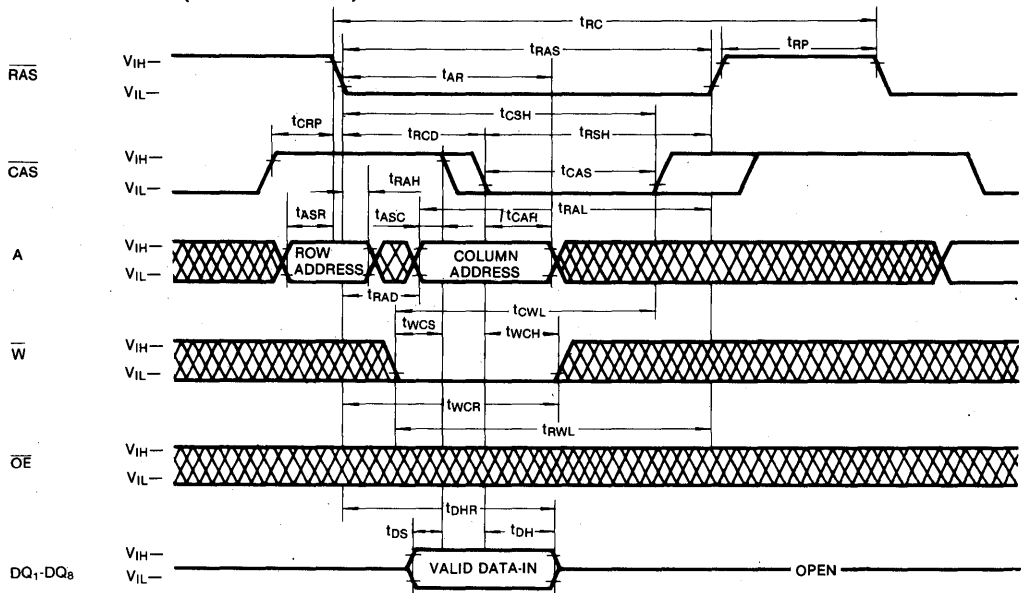 tRC
tRAS
tRP
RAS
VIH
VIL
tAR
tCSH
tCRP
tRCD
tRSH
CAS
VIH
VIL
tRAH
tCAS
tRAL
tASR
tASC
tCAH
A
VIH
VIL
ROW ADDRESS
COLUMN ADDRESS
tRAD
tCWL
tWCS
tWCH
W
VIH
VIL
tWCR
tRWL
OE
VIH
VIL
tDHR
tDS
tDH
DQ1-DQ8
VIH
VIL
VALID DATA-IN
OPEN